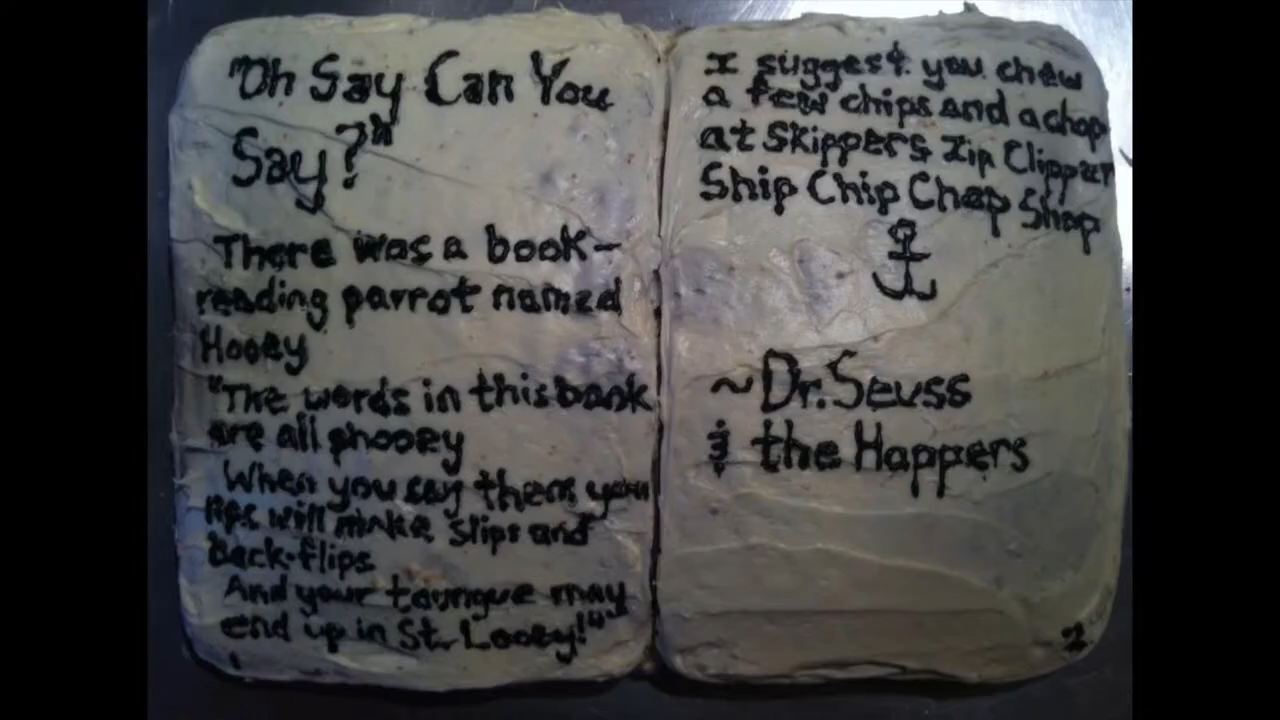 "Oh Say Can You
Say?"
There was a book-
reading parrot named
Hooey
"The words in this book
are all phooey
When you say them your
lips will make slips and
back-flips
And your toungue may
end up in St. Looey!"
1
I suggest you chew
a few chips and a chop
at Skippers Zip Clipper
Ship Chip Chop Shop
~Dr. Seuss
& the Happers
2